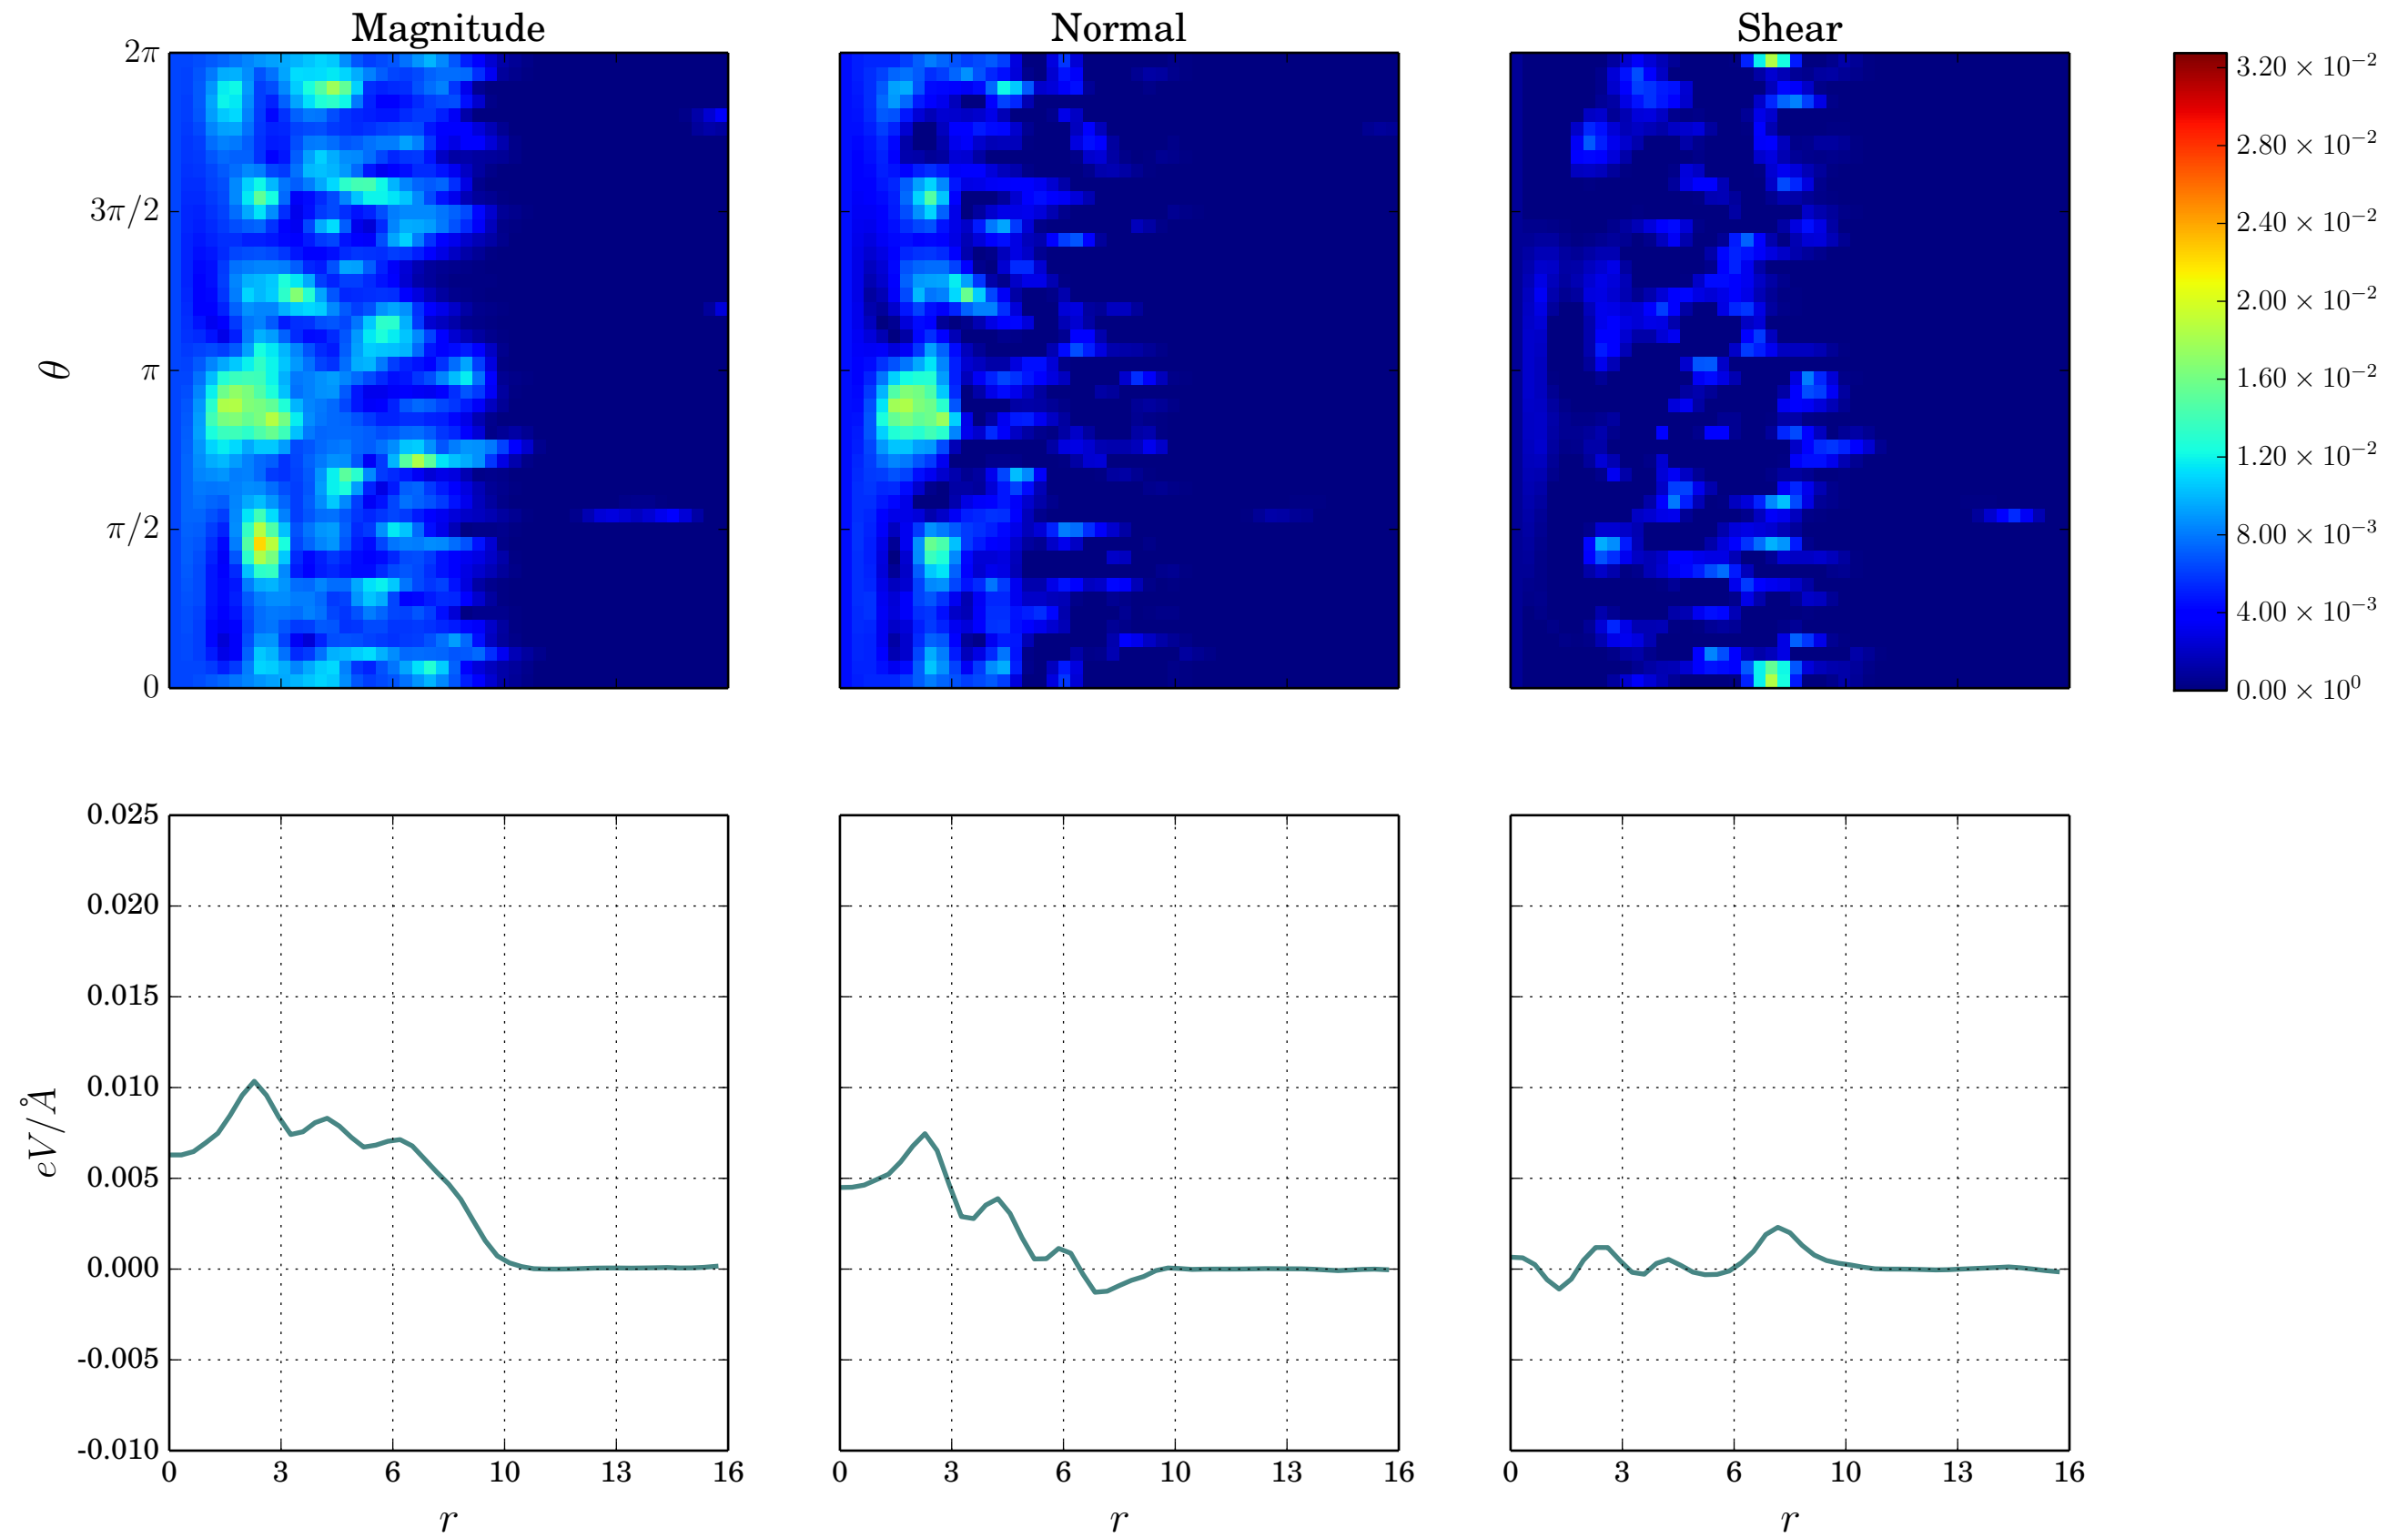 Magnitude Normal Shear
2π
3π/2
π
π/2
0
θ
3.20 × 10⁻²
2.80 × 10⁻²
2.40 × 10⁻²
2.00 × 10⁻²
1.60 × 10⁻²
1.20 × 10⁻²
8.00 × 10⁻³
4.00 × 10⁻³
0.00 × 10⁰
0.025
0.020
0.015
0.010
0.005
0.000
-0.005
-0.010
eV/Å
0 3 6 10 13 16 0 3 6 10 13 16 0 3 6 10 13 16
r r r